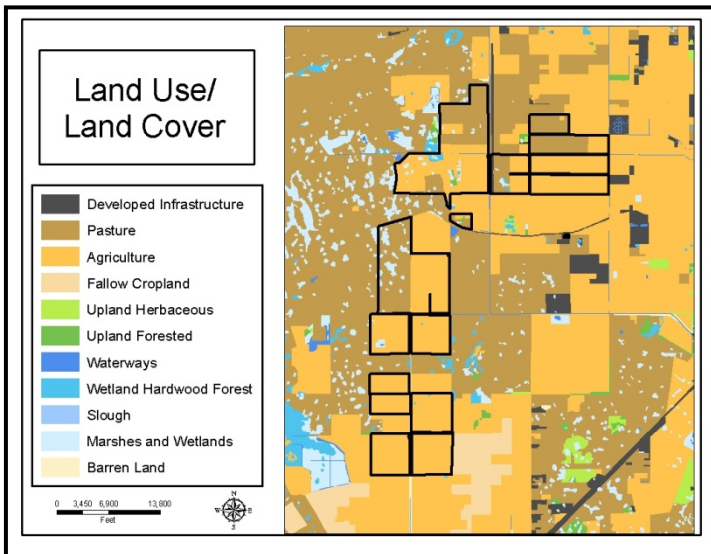 Land Use/
Land Cover
Developed Infrastructure
Pasture
Agriculture
Fallow Cropland
Upland Herbaceous
Upland Forested
Waterways
Wetland Hardwood Forest
Slough
Marshes and Wetlands
Barren Land
0 3,450 6,900 13,800
Feet
N
W E
S